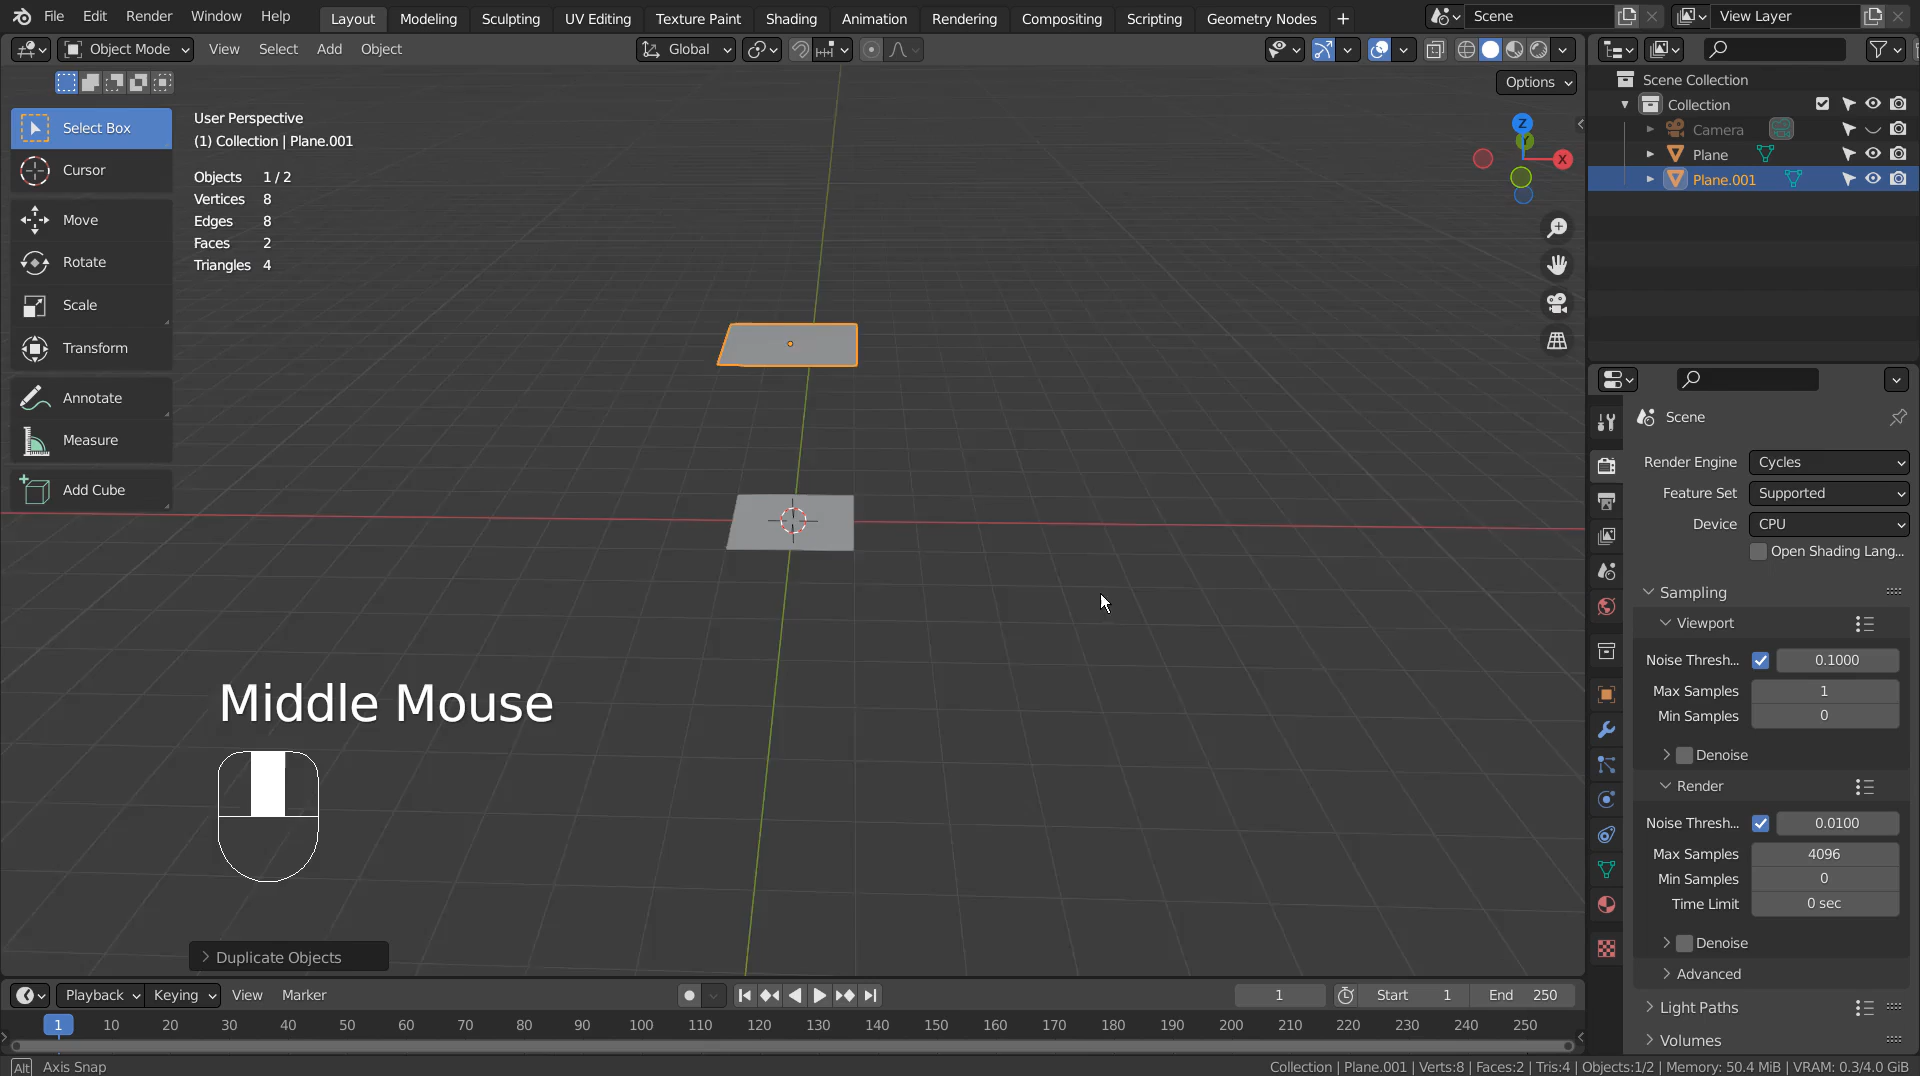 File Edit Render Window Help Layout Modeling Sculpting UV Editing Texture Paint Shading Animation Rendering Compositing Scripting Geometry Nodes + Scene View Layer
Object Mode View Select Add Object Global
Options
Select Box
Cursor
Move
Rotate
Scale
Transform
Annotate
Measure
Add Cube
User Perspective
(1) Collection | Plane.001
Objects 1 / 2
Vertices 8
Edges 8
Faces 2
Triangles 4
Z
Y
X
Middle Mouse
Duplicate Objects
Scene Collection
Collection
Camera
Plane
Plane.001
Scene
Render Engine Cycles
Feature Set Supported
Device CPU
Open Shading Lang...
Sampling
Viewport
Noise Thresh... 0.1000
Max Samples 1
Min Samples 0
Denoise
Render
Noise Thresh... 0.0100
Max Samples 4096
Min Samples 0
Time Limit 0 sec
Denoise
Advanced
Light Paths
Volumes
Playback Keying View Marker 1 Start 1 End 250
1 10 20 30 40 50 60 70 80 90 100 110 120 130 140 150 160 170 180 190 200 210 220 230 240 250
Alt Axis Snap Collection | Plane.001 | Verts:8 | Faces:2 | Tris:4 | Objects:1/2 | Memory: 50.4 MiB | VRAM: 0.3/4.0 GiB